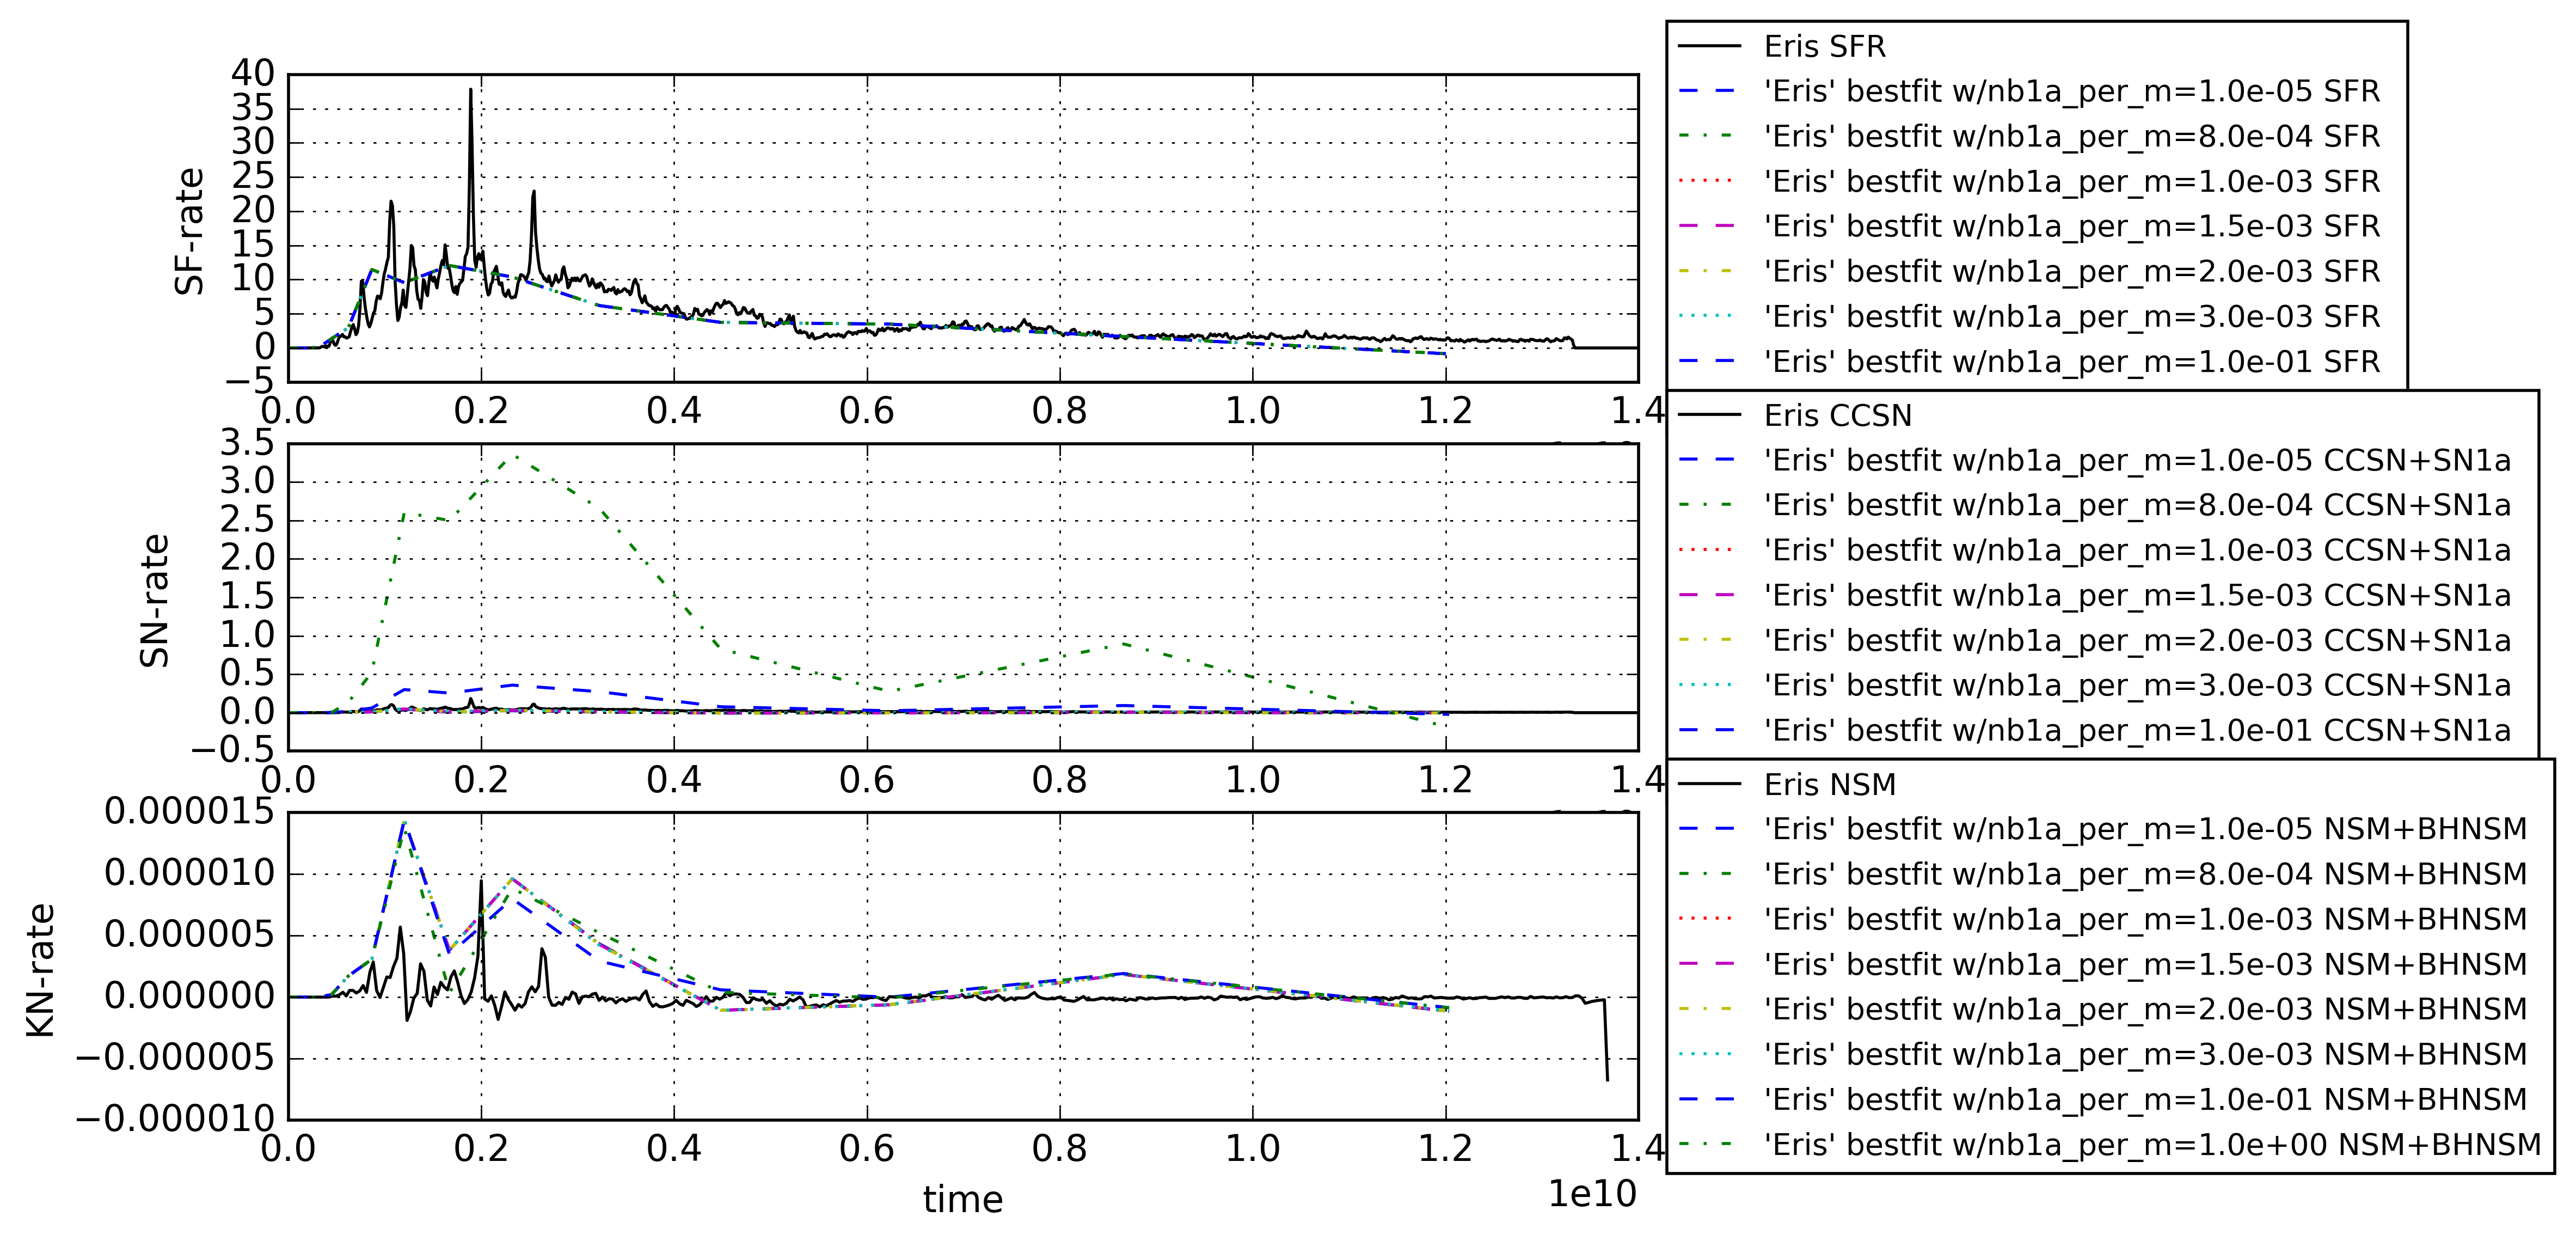 SF-rate
40
35
30
25
20
15
10
5
0
−5
0.0 0.2 0.4 0.6 0.8 1.0 1.2 1.4
Eris SFR
'Eris' bestfit w/nb1a_per_m=1.0e-05 SFR
'Eris' bestfit w/nb1a_per_m=8.0e-04 SFR
'Eris' bestfit w/nb1a_per_m=1.0e-03 SFR
'Eris' bestfit w/nb1a_per_m=1.5e-03 SFR
'Eris' bestfit w/nb1a_per_m=2.0e-03 SFR
'Eris' bestfit w/nb1a_per_m=3.0e-03 SFR
'Eris' bestfit w/nb1a_per_m=1.0e-01 SFR
SN-rate
3.5
3.0
2.5
2.0
1.5
1.0
0.5
0.0
−0.5
0.0 0.2 0.4 0.6 0.8 1.0 1.2 1.4
Eris CCSN
'Eris' bestfit w/nb1a_per_m=1.0e-05 CCSN+SN1a
'Eris' bestfit w/nb1a_per_m=8.0e-04 CCSN+SN1a
'Eris' bestfit w/nb1a_per_m=1.0e-03 CCSN+SN1a
'Eris' bestfit w/nb1a_per_m=1.5e-03 CCSN+SN1a
'Eris' bestfit w/nb1a_per_m=2.0e-03 CCSN+SN1a
'Eris' bestfit w/nb1a_per_m=3.0e-03 CCSN+SN1a
'Eris' bestfit w/nb1a_per_m=1.0e-01 CCSN+SN1a
KN-rate
0.000015
0.000010
0.000005
0.000000
−0.000005
−0.000010
0.0 0.2 0.4 0.6 0.8 1.0 1.2 1.4
time
1e10
Eris NSM
'Eris' bestfit w/nb1a_per_m=1.0e-05 NSM+BHNSM
'Eris' bestfit w/nb1a_per_m=8.0e-04 NSM+BHNSM
'Eris' bestfit w/nb1a_per_m=1.0e-03 NSM+BHNSM
'Eris' bestfit w/nb1a_per_m=1.5e-03 NSM+BHNSM
'Eris' bestfit w/nb1a_per_m=2.0e-03 NSM+BHNSM
'Eris' bestfit w/nb1a_per_m=3.0e-03 NSM+BHNSM
'Eris' bestfit w/nb1a_per_m=1.0e-01 NSM+BHNSM
'Eris' bestfit w/nb1a_per_m=1.0e+00 NSM+BHNSM